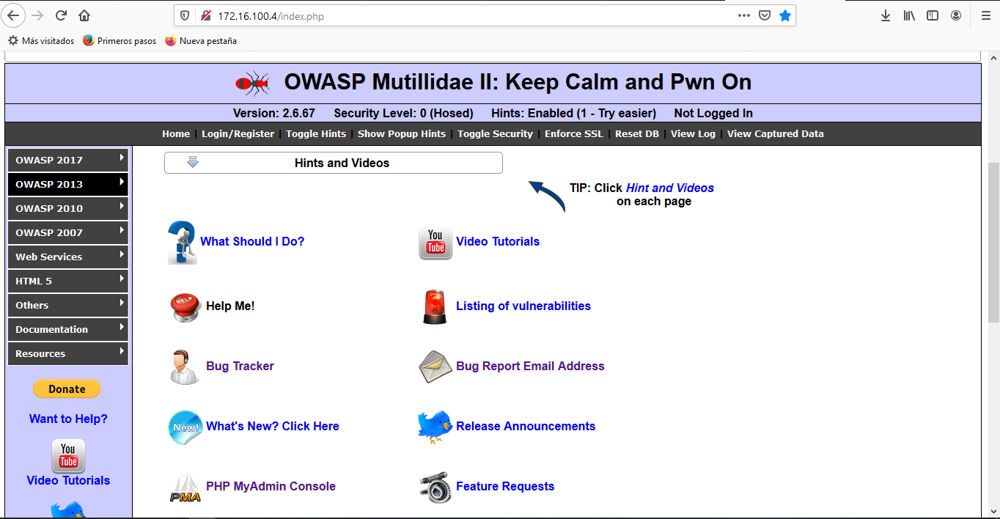 172.16.100.4/index.php
Más visitados Primeros pasos Nueva pestaña
OWASP Mutillidae II: Keep Calm and Pwn On
Version: 2.6.67 Security Level: 0 (Hosed) Hints: Enabled (1 - Try easier) Not Logged In
Home | Login/Register | Toggle Hints | Show Popup Hints | Toggle Security | Enforce SSL | Reset DB | View Log | View Captured Data
OWASP 2017
OWASP 2013
OWASP 2010
OWASP 2007
Web Services
HTML 5
Others
Documentation
Resources
Donate
Want to Help?
You
Tube
Video Tutorials
Hints and Videos
TIP: Click Hint and Videos
on each page
What Should I Do?
You
Tube
Video Tutorials
HELP
Help Me!
Listing of vulnerabilities
Bug Tracker
Bug Report Email Address
New!
What's New? Click Here
Release Announcements
PMA
PHP MyAdmin Console
Feature Requests